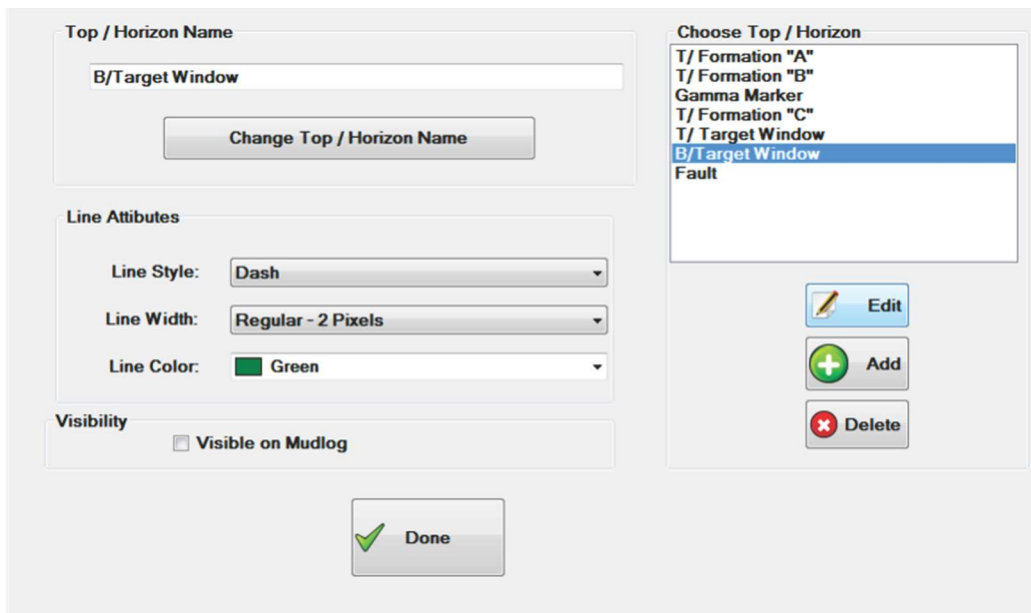 Top / Horizon Name
B/Target Window
Change Top / Horizon Name
Line Attibutes
Line Style:
Dash
Line Width:
Regular - 2 Pixels
Line Color:
Green
Visibility
Visible on Mudlog
Done
Choose Top / Horizon
T/ Formation "A"
T/ Formation "B"
Gamma Marker
T/ Formation "C"
T/ Target Window
B/Target Window
Fault
Edit
Add
Delete